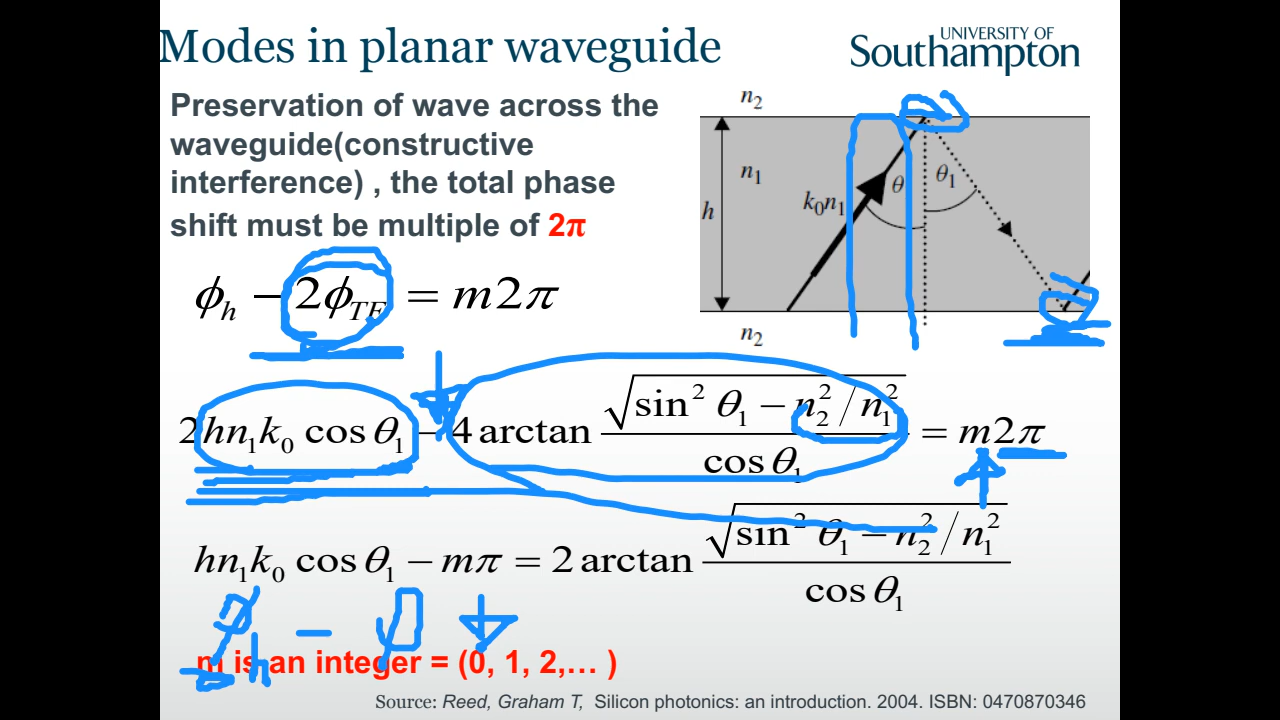 Modes in planar waveguide
UNIVERSITY OF
Southampton
Preservation of wave across the
waveguide(constructive
interference) , the total phase
shift must be multiple of 2π
n₂
n₁
h
k₀n₁
θ
θ₁
n₂
ϕₕ − 2ϕ_TE = m2π
2hn₁k₀ cos θ₁ − 4 arctan √(sin² θ₁ − n₂²/n₁²) / cos θ₁ = m2π
hn₁k₀ cos θ₁ − mπ = 2 arctan √(sin² θ₁ − n₂²/n₁²) / cos θ₁
m is an integer = (0, 1, 2,… )
Source: Reed, Graham T, Silicon photonics: an introduction. 2004. ISBN: 0470870346